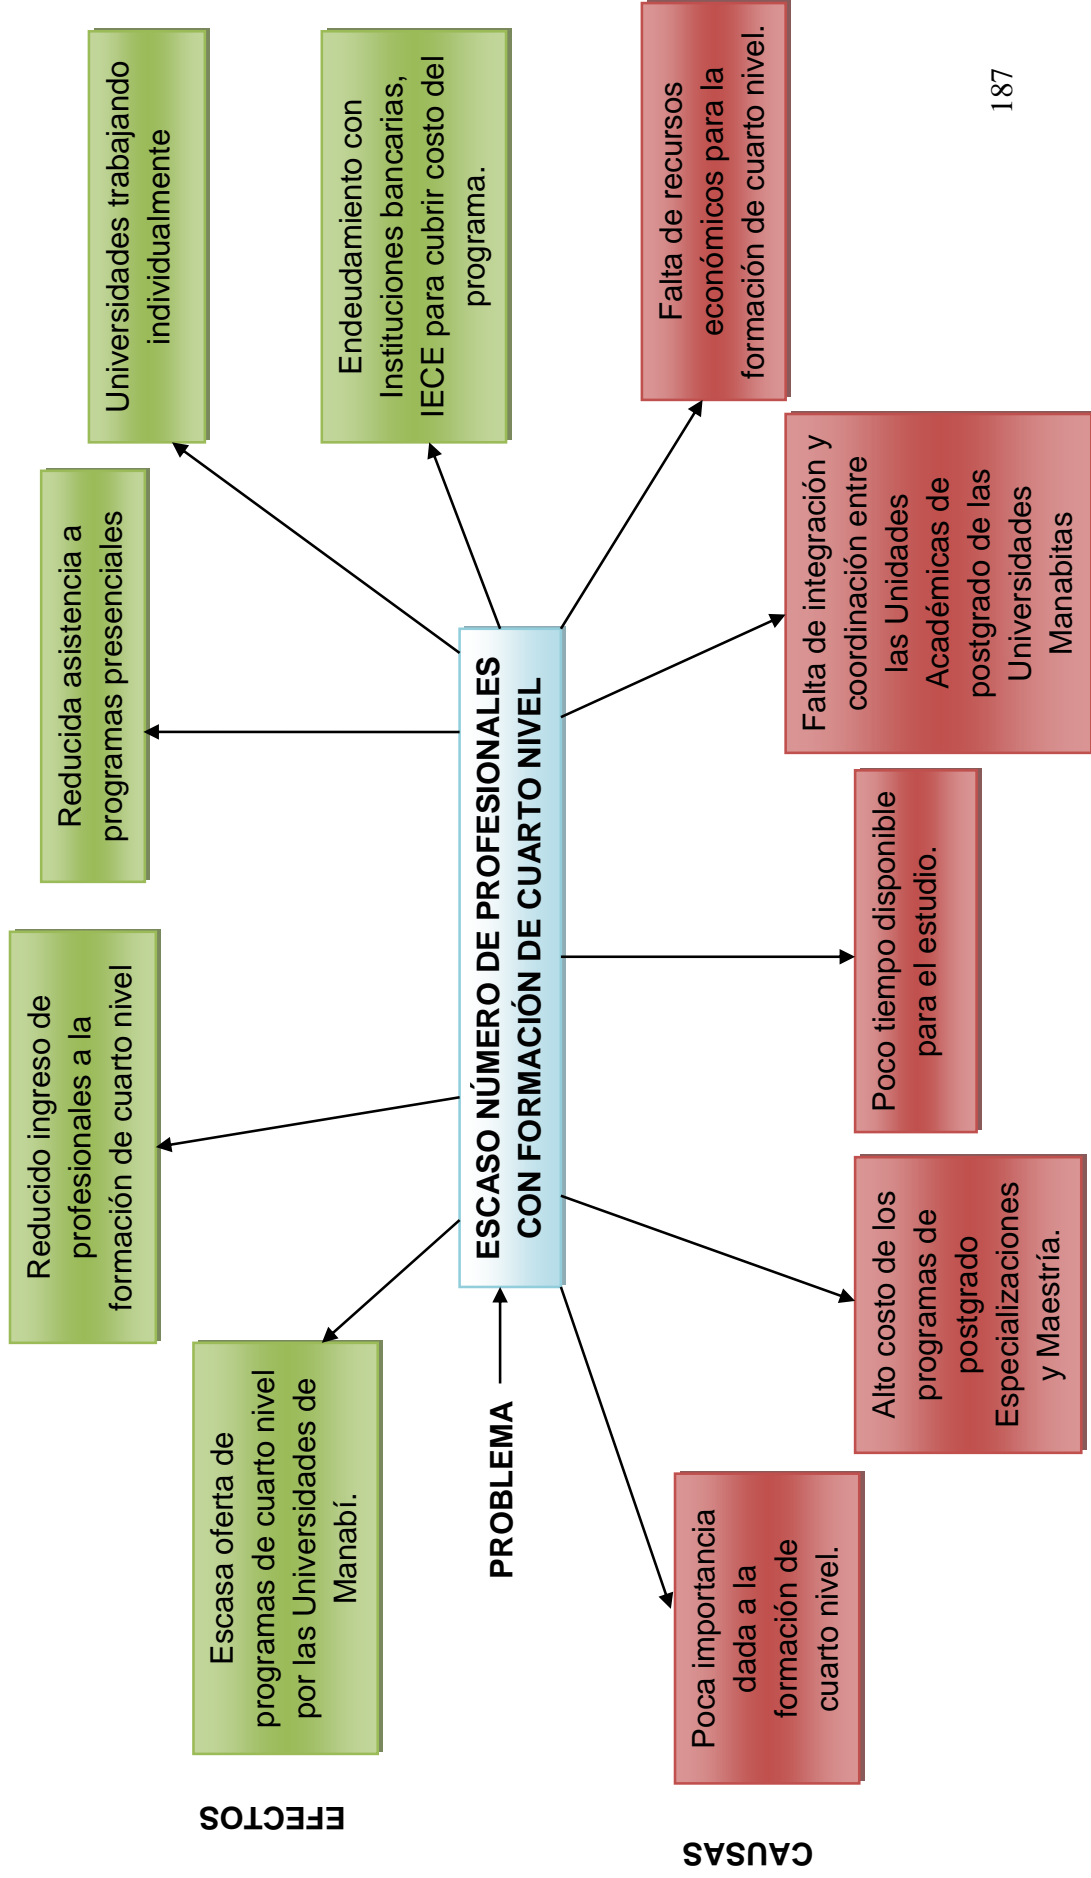 EFECTOS
Escasa oferta de
programas de cuarto nivel
por las Universidades de
Manabí.
Reducido ingreso de
profesionales a la
formación de cuarto nivel
Reducida asistencia a
programas presenciales
Universidades trabajando
individualmente
Endeudamiento con
Instituciones bancarias,
IECE para cubrir costo del
programa.
PROBLEMA
ESCASO NÚMERO DE PROFESIONALES
CON FORMACIÓN DE CUARTO NIVEL
CAUSAS
Poca importancia
dada a la
formación de
cuarto nivel.
Alto costo de los
programas de
postgrado
Especializaciones
y Maestría.
Poco tiempo disponible
para el estudio.
Falta de integración y
coordinación entre
las Unidades
Académicas de
postgrado de las
Universidades
Manabitas
Falta de recursos
económicos para la
formación de cuarto nivel.
187